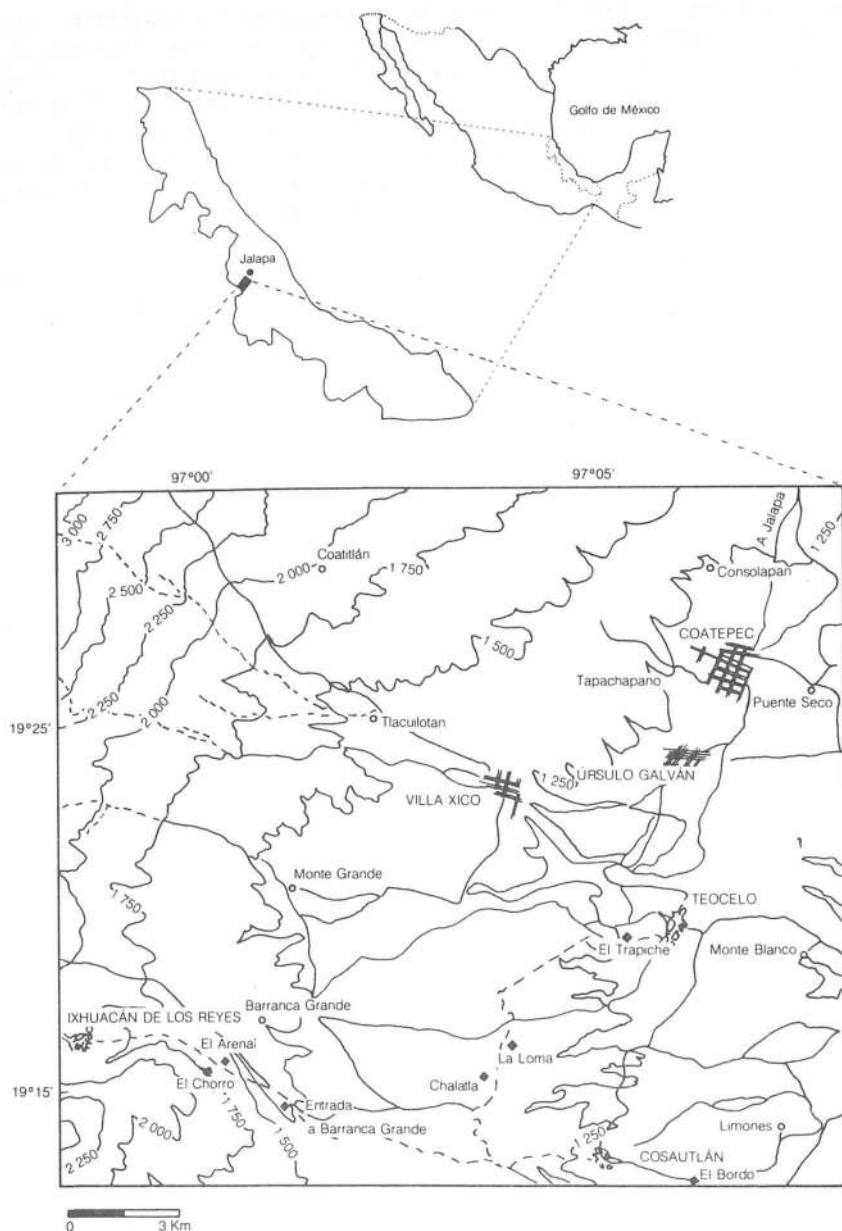 Golfo de México
Jalapa
97°00'
97°05'
3 000
2 750
2 500
2 250
2 250
2 000
Coatitlán
2 000
1 750
1 500
A Jalapa
1 250
Consolapan
COATEPEC
Tapachapano
Puente Seco
19°25'
Tlaculotan
1 250
ÚRSULO GALVÁN
VILLA XICO
Monte Grande
1 750
TEOCELO
El Trapiche
Monte Blanco
Barranca Grande
IXHUACÁN DE LOS REYES
El Arenal
El Chorro
La Loma
Chalatla
19°15'
Entrada
a Barranca Grande
1 750
1 500
2 000
2 250
1 250
Limones
COSAUTLÁN
El Bordo
0 3 Km